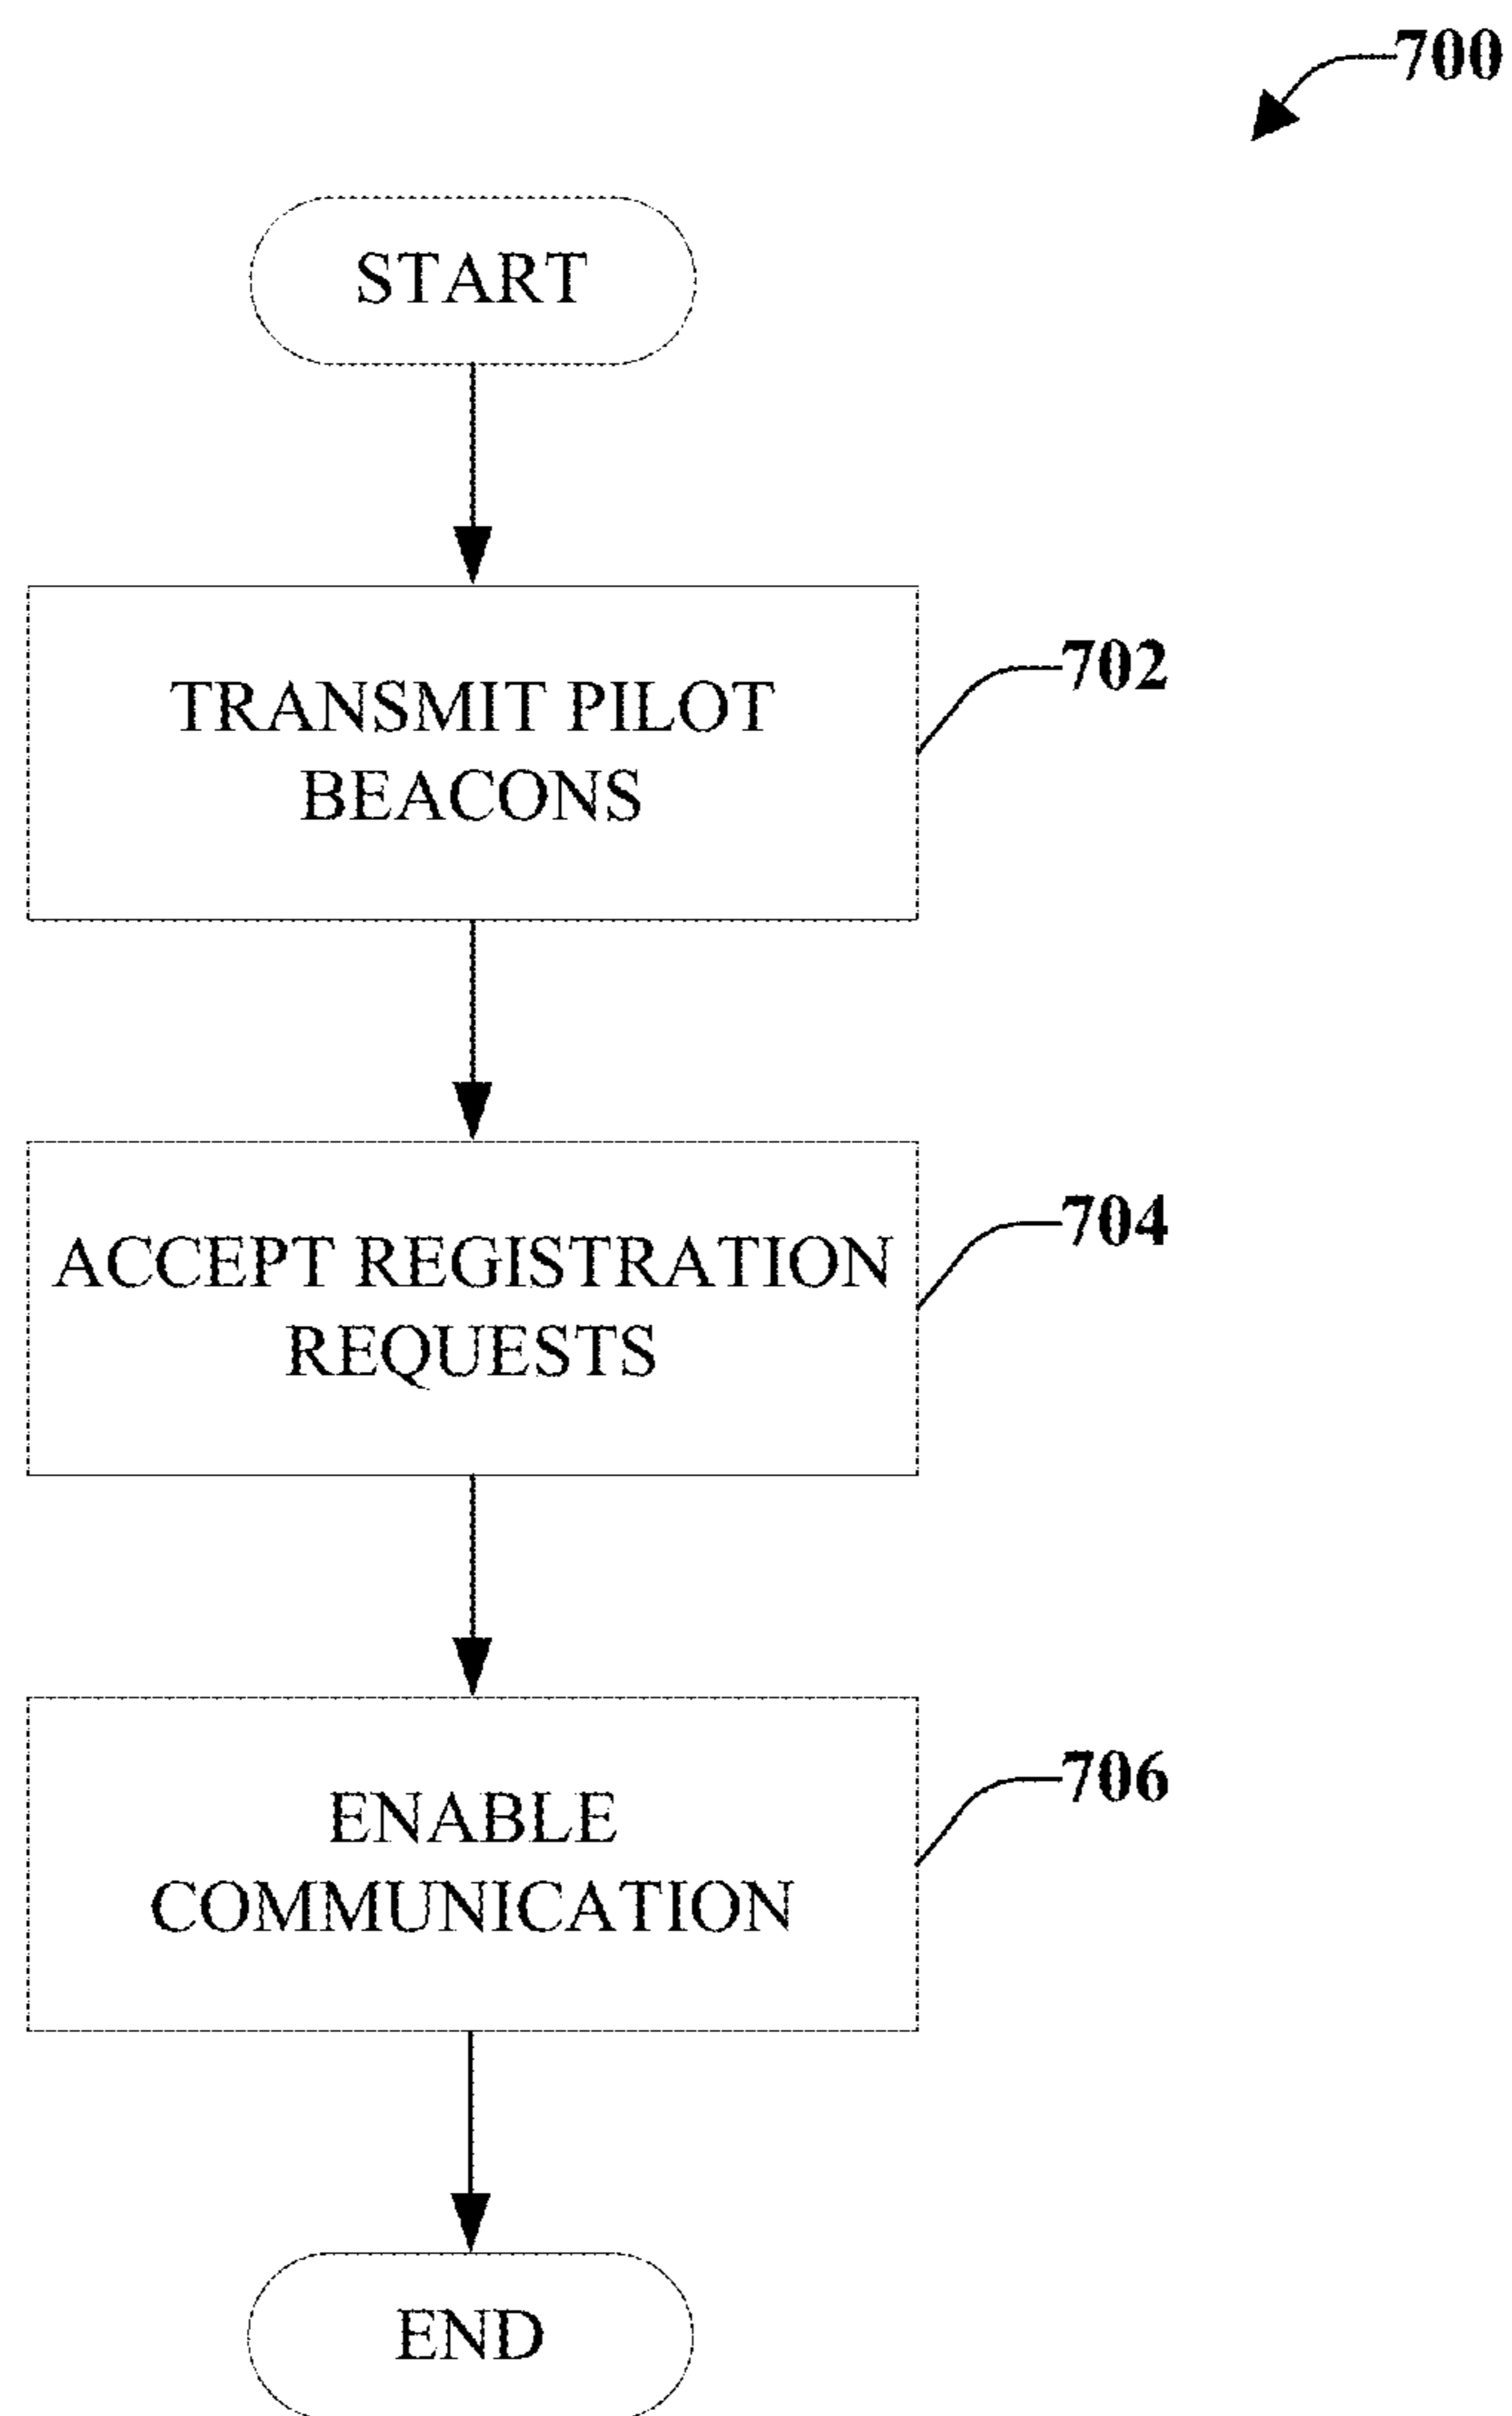 700
START
TRANSMIT PILOT
BEACONS
702
ACCEPT REGISTRATION
REQUESTS
704
ENABLE
COMMUNICATION
706
END